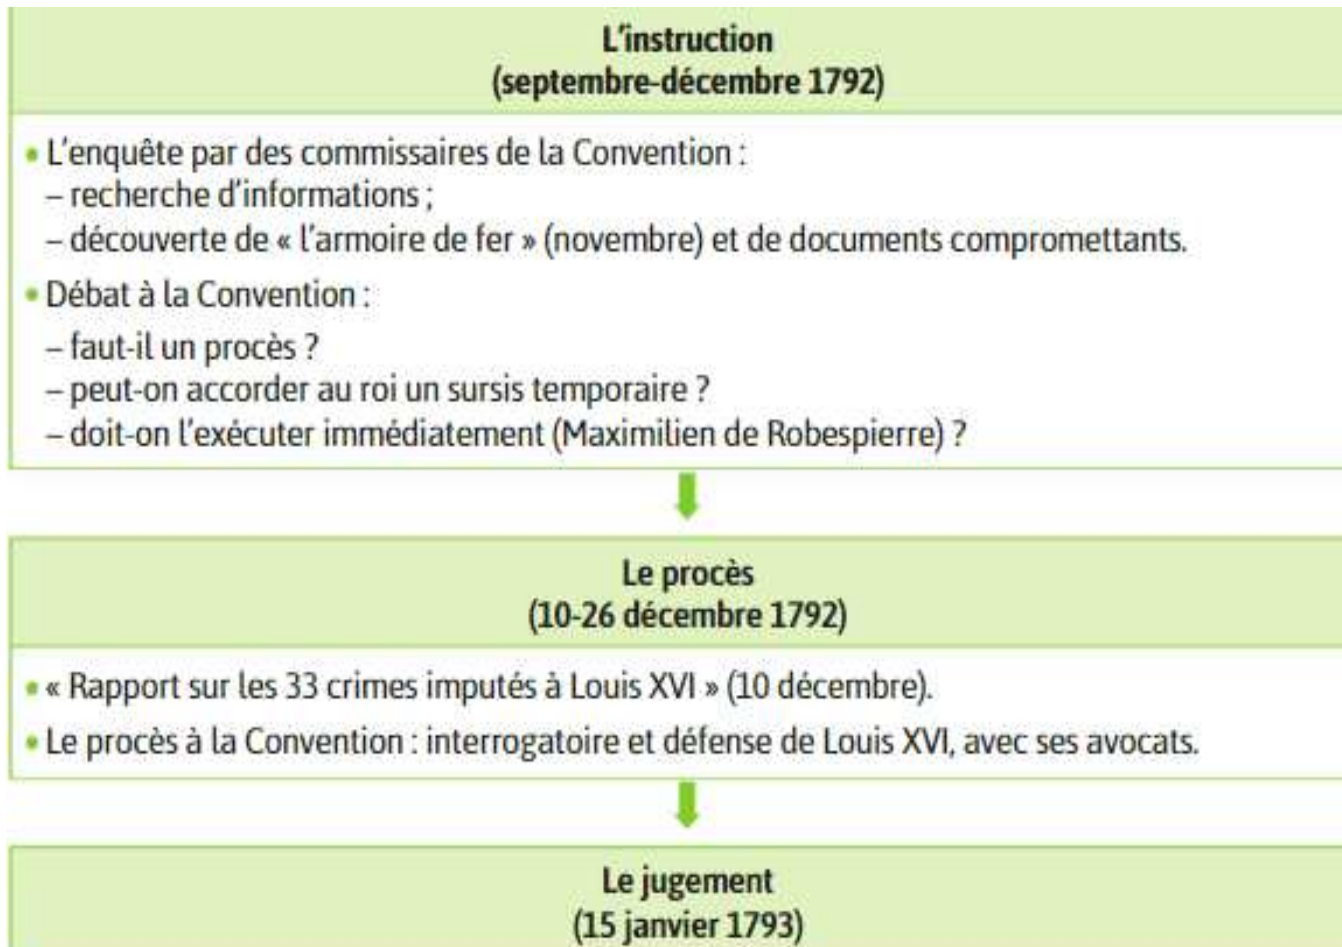 L'instruction
(septembre-décembre 1792)
• L'enquête par des commissaires de la Convention :
– recherche d'informations ;
– découverte de « l'armoire de fer » (novembre) et de documents compromettants.
• Débat à la Convention :
– faut-il un procès ?
– peut-on accorder au roi un sursis temporaire ?
– doit-on l'exécuter immédiatement (Maximilien de Robespierre) ?
Le procès
(10-26 décembre 1792)
• « Rapport sur les 33 crimes imputés à Louis XVI » (10 décembre).
• Le procès à la Convention : interrogatoire et défense de Louis XVI, avec ses avocats.
Le jugement
(15 janvier 1793)